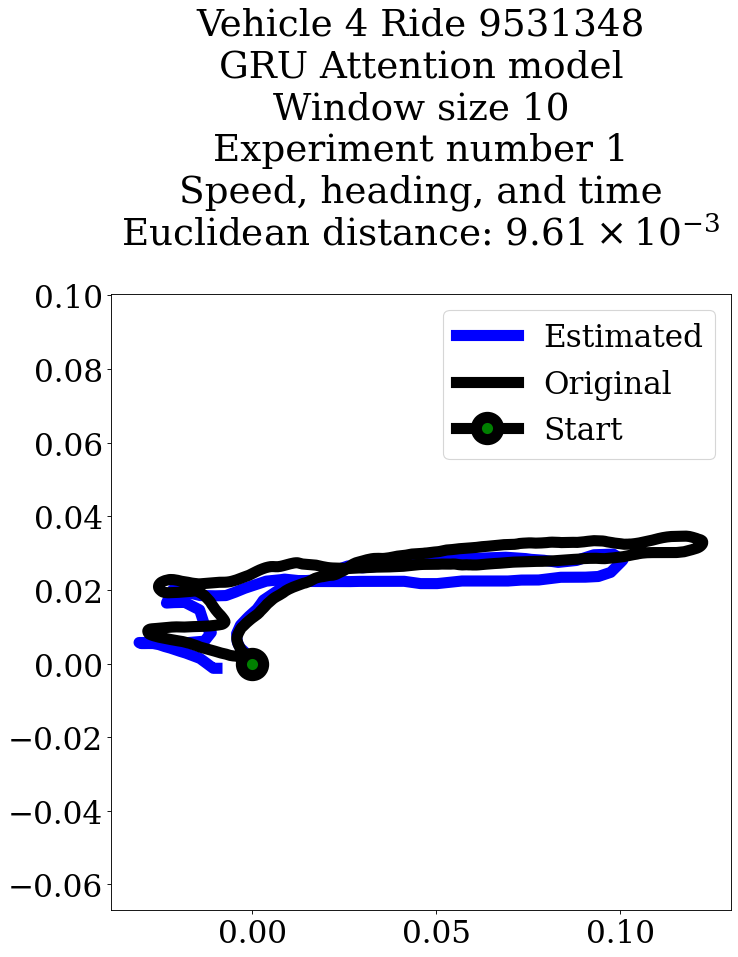 Vehicle 4 Ride 9531348
GRU Attention model
Window size 10
Experiment number 1
Speed, heading, and time
Euclidean distance: 9.61 × 10⁻³
0.10
0.08
0.06
0.04
0.02
0.00
−0.02
−0.04
−0.06
Estimated
Original
Start
0.00 0.05 0.10